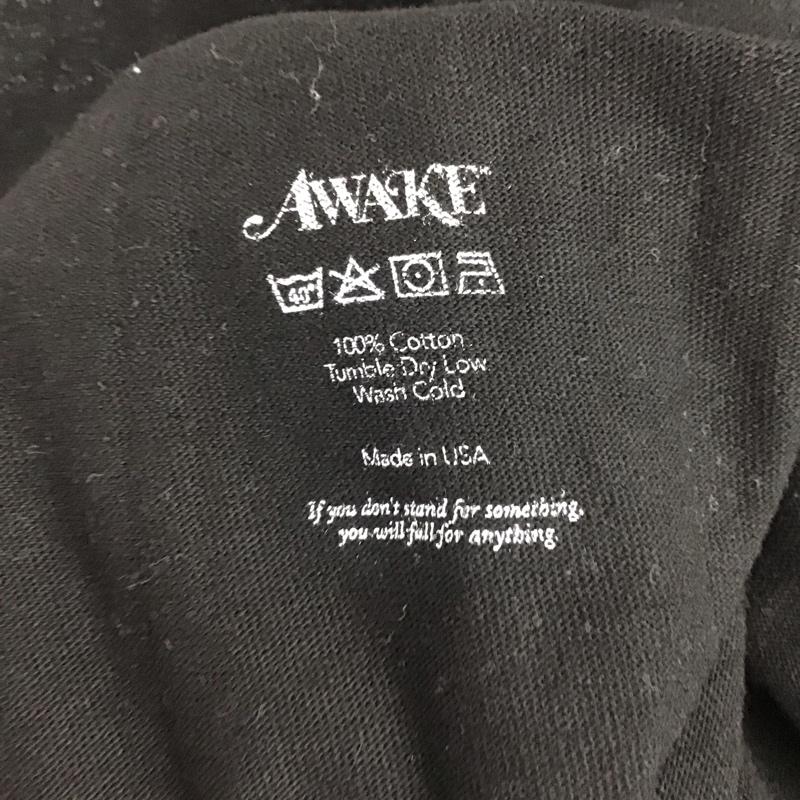 AWAKE™
40°
100% Cotton
Tumble Dry Low
Wash Cold
Made in USA
If you don't stand for something,
you will fall for anything.